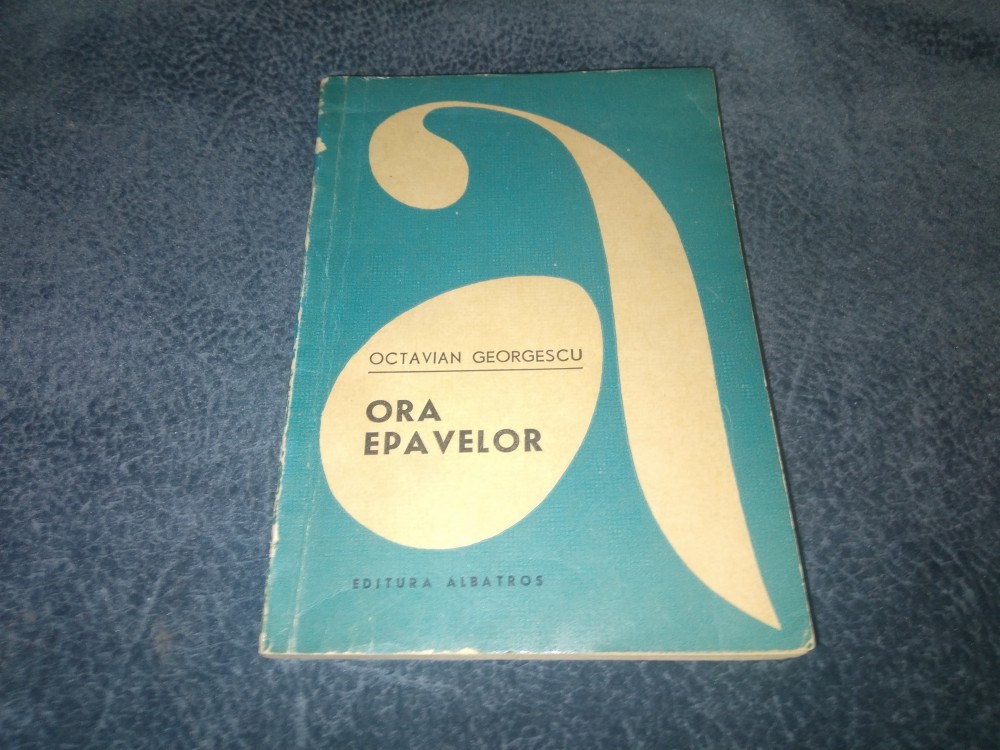 OCTAVIAN GEORGESCU
ORA
EPAVELOR
EDITURA ALBATROS